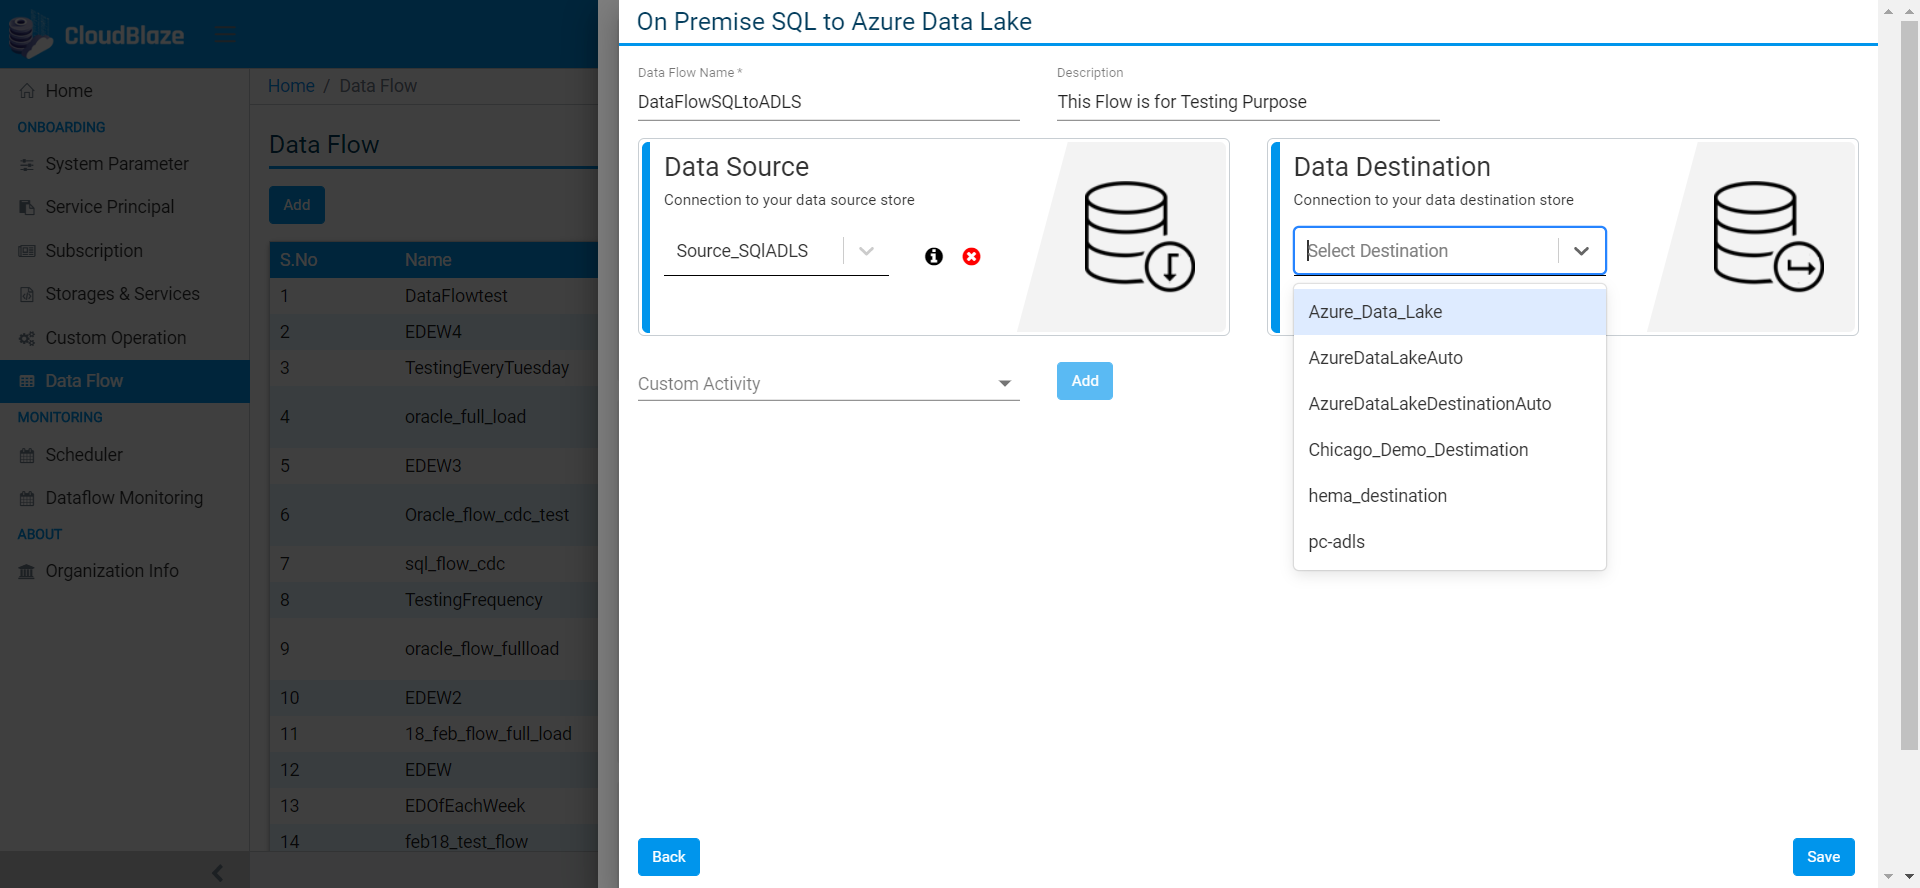 CloudBlaze
Home
ONBOARDING
System Parameter
Service Principal
Subscription
Storages & Services
Custom Operation
Data Flow
MONITORING
Scheduler
Dataflow Monitoring
ABOUT
Organization Info
Home / Data Flow
Data Flow
Add
S.No Name
1 DataFlowtest
2 EDEW4
3 TestingEveryTuesday
4 oracle_full_load
5 EDEW3
6 Oracle_flow_cdc_test
7 sql_flow_cdc
8 TestingFrequency
9 oracle_flow_fullload
10 EDEW2
11 18_feb_flow_full_load
12 EDEW
13 EDOfEachWeek
14 feb18_test_flow
On Premise SQL to Azure Data Lake
Data Flow Name *
DataFlowSQLtoADLS
Description
This Flow is for Testing Purpose
Data Source
Connection to your data source store
Source_SQlADLS
Data Destination
Connection to your data destination store
Select Destination
Azure_Data_Lake
AzureDataLakeAuto
AzureDataLakeDestinationAuto
Chicago_Demo_Destimation
hema_destination
pc-adls
Custom Activity
Add
Back
Save